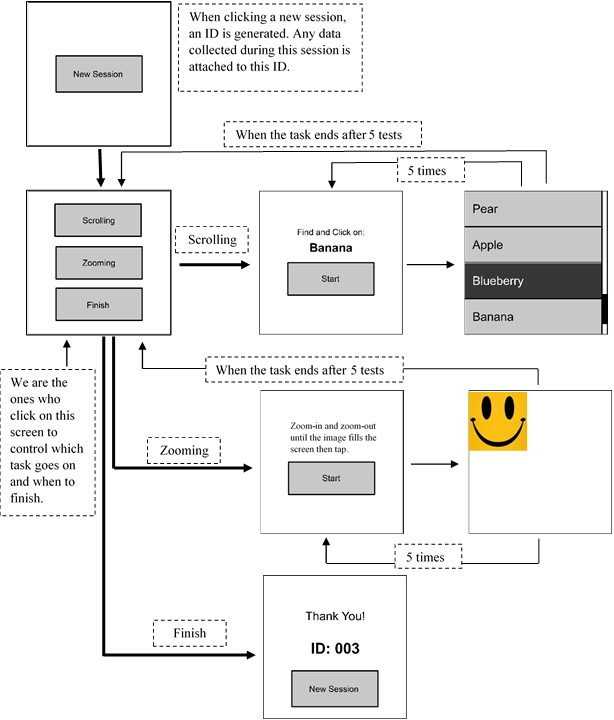 When clicking a new session,
an ID is generated. Any data
collected during this session is
attached to this ID.
New Session
When the task ends after 5 tests
5 times
Scrolling
Zooming
Finish
Scrolling
Find and Click on:
Banana
Start
Pear
Apple
Blueberry
Banana
We are the
ones who
click on this
screen to
control which
task goes on
and when to
finish.
When the task ends after 5 tests
Zooming
Zoom-in and zoom-out
until the image fills the
screen then tap.
Start
5 times
Finish
Thank You!
ID: 003
New Session